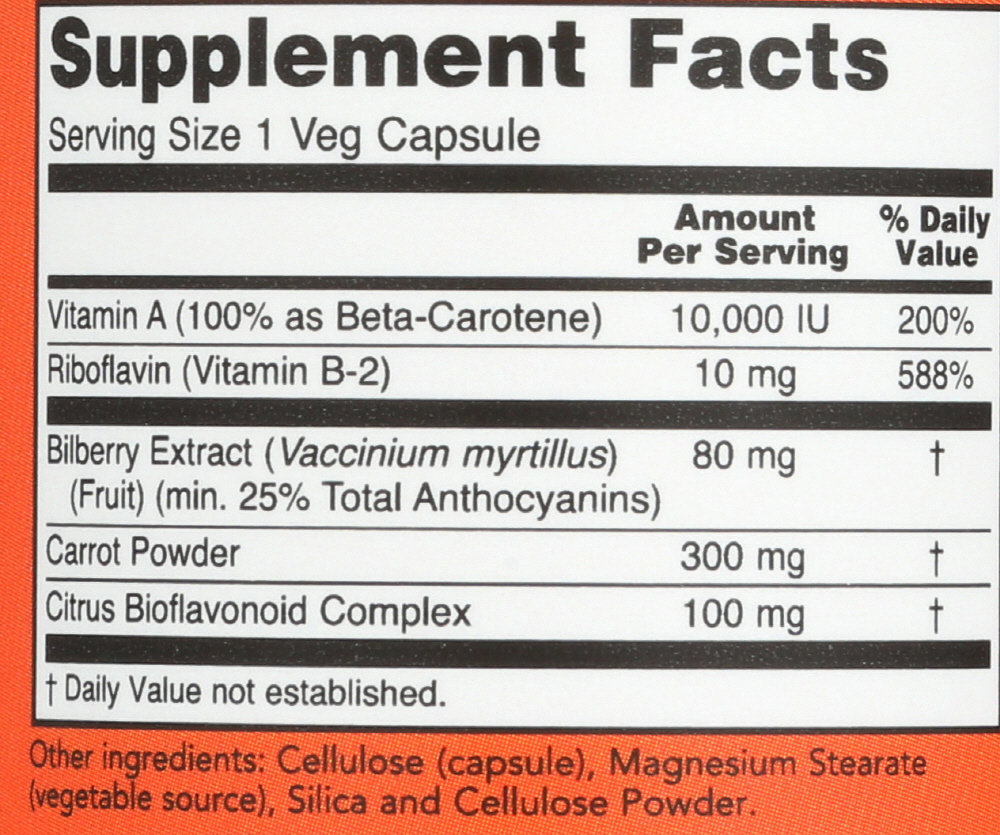 Supplement Facts
Serving Size 1 Veg Capsule
Amount Per Serving % Daily Value
Vitamin A (100% as Beta-Carotene) 10,000 IU 200%
Riboflavin (Vitamin B-2) 10 mg 588%
Bilberry Extract (Vaccinium myrtillus) 80 mg †
(Fruit) (min. 25% Total Anthocyanins)
Carrot Powder 300 mg †
Citrus Bioflavonoid Complex 100 mg †
† Daily Value not established.
Other ingredients: Cellulose (capsule), Magnesium Stearate
(vegetable source), Silica and Cellulose Powder.